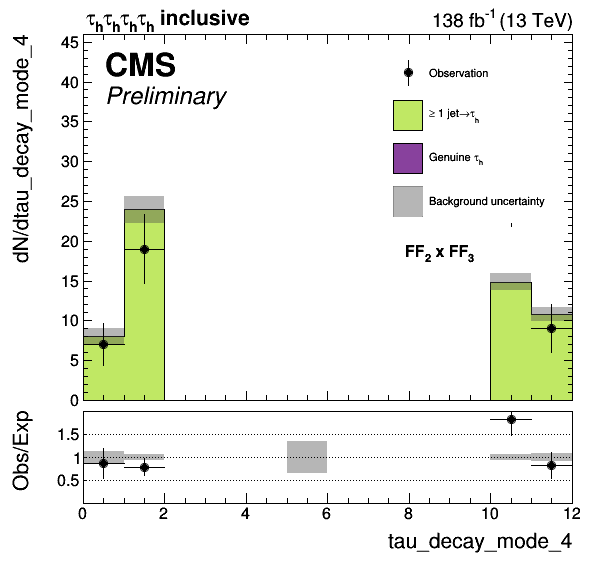 τhτhτhτh inclusive
138 fb-1 (13 TeV)
CMS
Preliminary
Observation
≥ 1 jet→τh
Genuine τh
Background uncertainty
FF2 x FF3
dN/dtau_decay_mode_4
45
40
35
30
25
20
15
10
5
0
Obs/Exp
1.5
1
0.5
0 2 4 6 8 10 12
tau_decay_mode_4